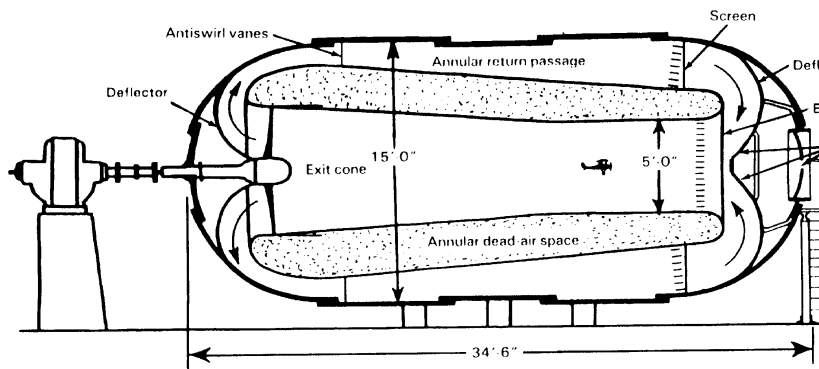 Screen
Antiswirl vanes
Annular return passage
Defl
Deflector
E
15'-0"
5'-0"
Exit cone
Annular dead-air space
34'-6"